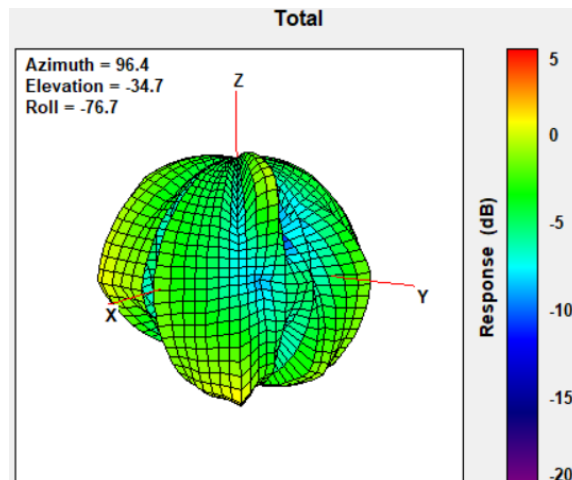 Total
Azimuth = 96.4
Elevation = -34.7
Roll = -76.7
Z
X
Y
5
0
-5
-10
-15
-20
Response (dB)